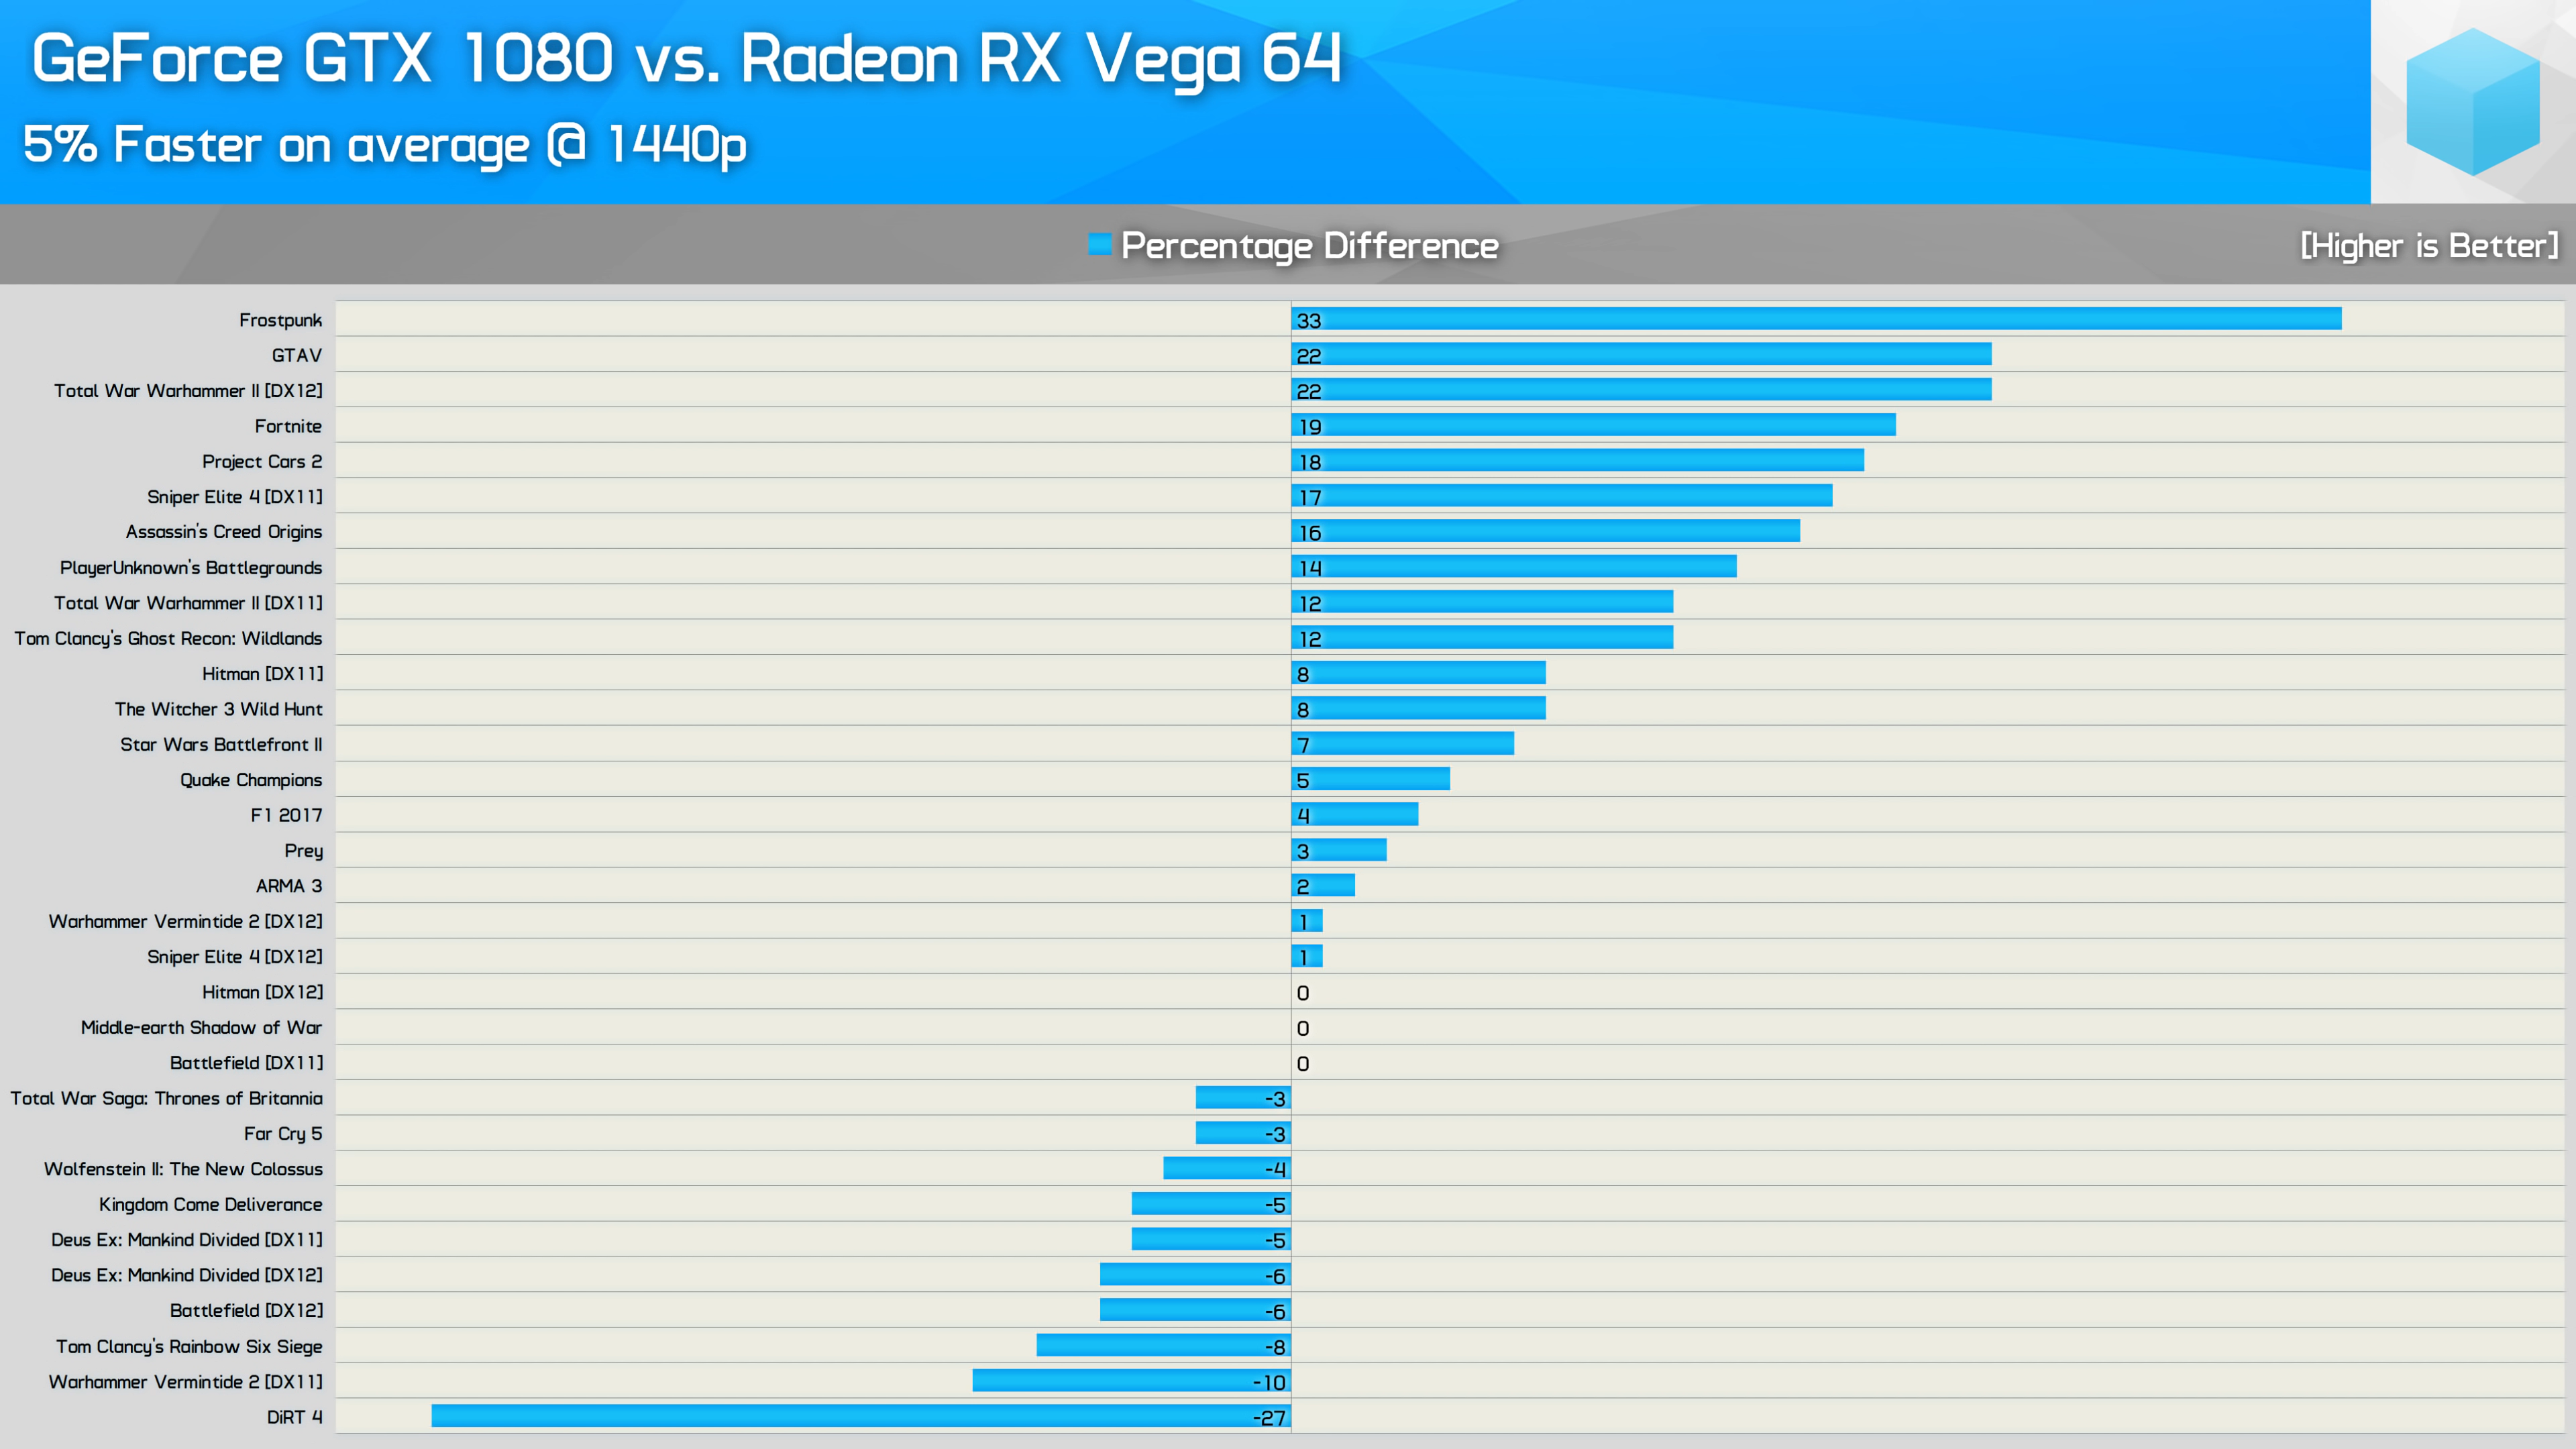 GeForce GTX 1080 vs. Radeon RX Vega 64
5% Faster on average @ 1440p
Percentage Difference
[Higher is Better]
Frostpunk 33
GTAV 22
Total War Warhammer II [DX12] 22
Fortnite 19
Project Cars 2 18
Sniper Elite 4 [DX11] 17
Assassin's Creed Origins 16
PlayerUnknown's Battlegrounds 14
Total War Warhammer II [DX11] 12
Tom Clancy's Ghost Recon: Wildlands 12
Hitman [DX11] 8
The Witcher 3 Wild Hunt 8
Star Wars Battlefront II 7
Quake Champions 5
F1 2017 4
Prey 3
ARMA 3 2
Warhammer Vermintide 2 [DX12] 1
Sniper Elite 4 [DX12] 1
Hitman [DX12] 0
Middle-earth Shadow of War 0
Battlefield [DX11] 0
Total War Saga: Thrones of Britannia -3
Far Cry 5 -3
Wolfenstein II: The New Colossus -4
Kingdom Come Deliverance -5
Deus Ex: Mankind Divided [DX11] -5
Deus Ex: Mankind Divided [DX12] -6
Battlefield [DX12] -6
Tom Clancy's Rainbow Six Siege -8
Warhammer Vermintide 2 [DX11] -10
DiRT 4 -27